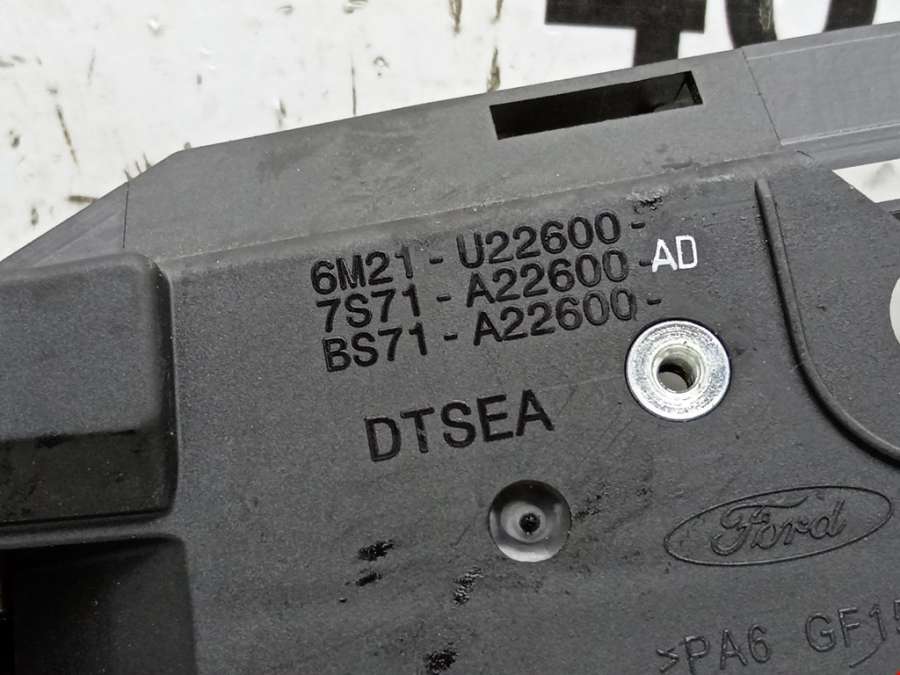 6M21-U22600-
7S71-A22600-AD
BS71-A22600-
DTSEA
Ford
>PA6 GF15